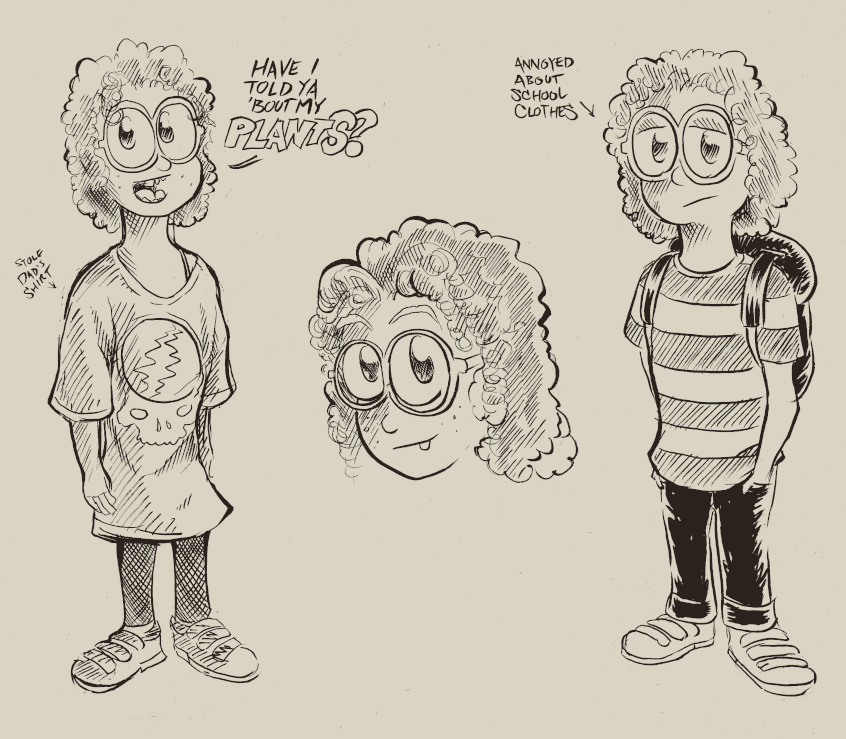 HAVE I
TOLD YA
'BOUT MY
PLANTS?
ANNOYED
ABOUT
SCHOOL
CLOTHES
STOLE
DAD'S
SHIRT